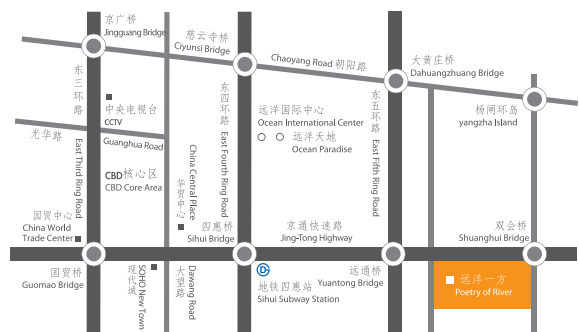 京广桥
Jingguang Bridge
慈云寺桥
Ciyunsi Bridge
Chaoyang Road 朝阳路
大黄庄桥
Dahuangzhuang Bridge
东三环路
East Third Ring Road
中央电视台
CCTV
光华路
Guanghua Road
东四环路
East Fourth Ring Road
远洋国际中心
Ocean International Center
远洋天地
Ocean Paradise
东五环路
East Fifth Ring Road
杨闸环岛
yangzha Island
CBD核心区
CBD Core Area
China Central Place
华贸中心
国贸中心
China World
Trade Center
四惠桥
Sihui Bridge
京通快速路
Jing-Tong Highway
双会桥
Shuanghui Bridge
国贸桥
Guomao Bridge
SOHO New Town
现代城
大望路
Dawang Road
D
地铁四惠站
Sihui Subway Station
远通桥
Yuantong Bridge
远洋一方
Poetry of River